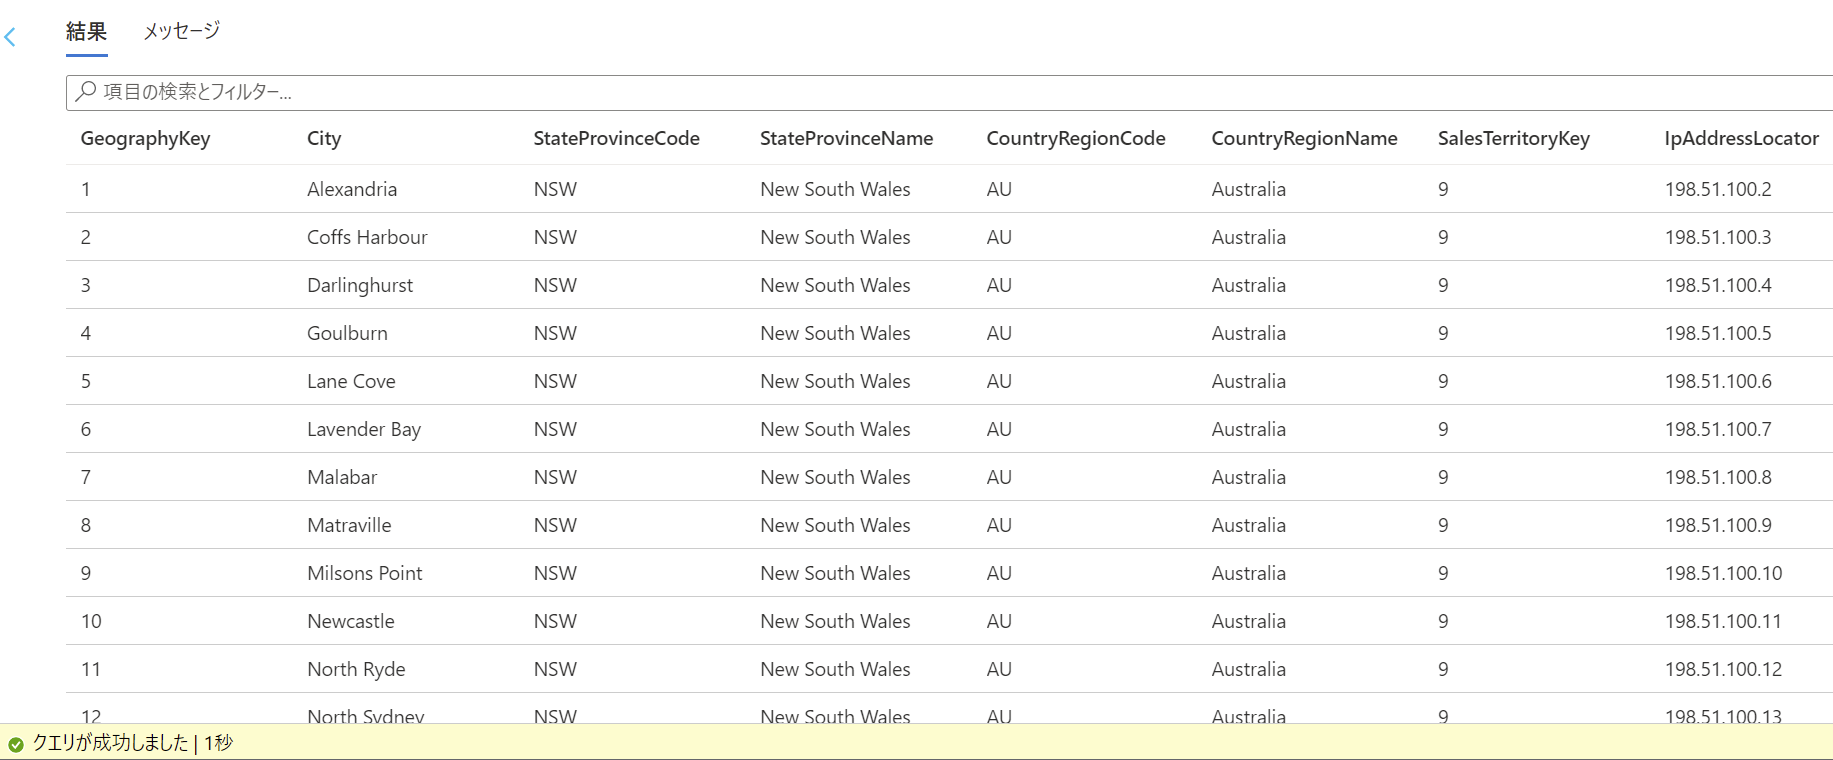 結果 メッセージ
項目の検索とフィルター...
GeographyKey City StateProvinceCode StateProvinceName CountryRegionCode CountryRegionName SalesTerritoryKey IpAddressLocator
1 Alexandria NSW New South Wales AU Australia 9 198.51.100.2
2 Coffs Harbour NSW New South Wales AU Australia 9 198.51.100.3
3 Darlinghurst NSW New South Wales AU Australia 9 198.51.100.4
4 Goulburn NSW New South Wales AU Australia 9 198.51.100.5
5 Lane Cove NSW New South Wales AU Australia 9 198.51.100.6
6 Lavender Bay NSW New South Wales AU Australia 9 198.51.100.7
7 Malabar NSW New South Wales AU Australia 9 198.51.100.8
8 Matraville NSW New South Wales AU Australia 9 198.51.100.9
9 Milsons Point NSW New South Wales AU Australia 9 198.51.100.10
10 Newcastle NSW New South Wales AU Australia 9 198.51.100.11
11 North Ryde NSW New South Wales AU Australia 9 198.51.100.12
12 North Sydney NSW New South Wales AU Australia 9 198.51.100.13
クエリが成功しました | 1秒